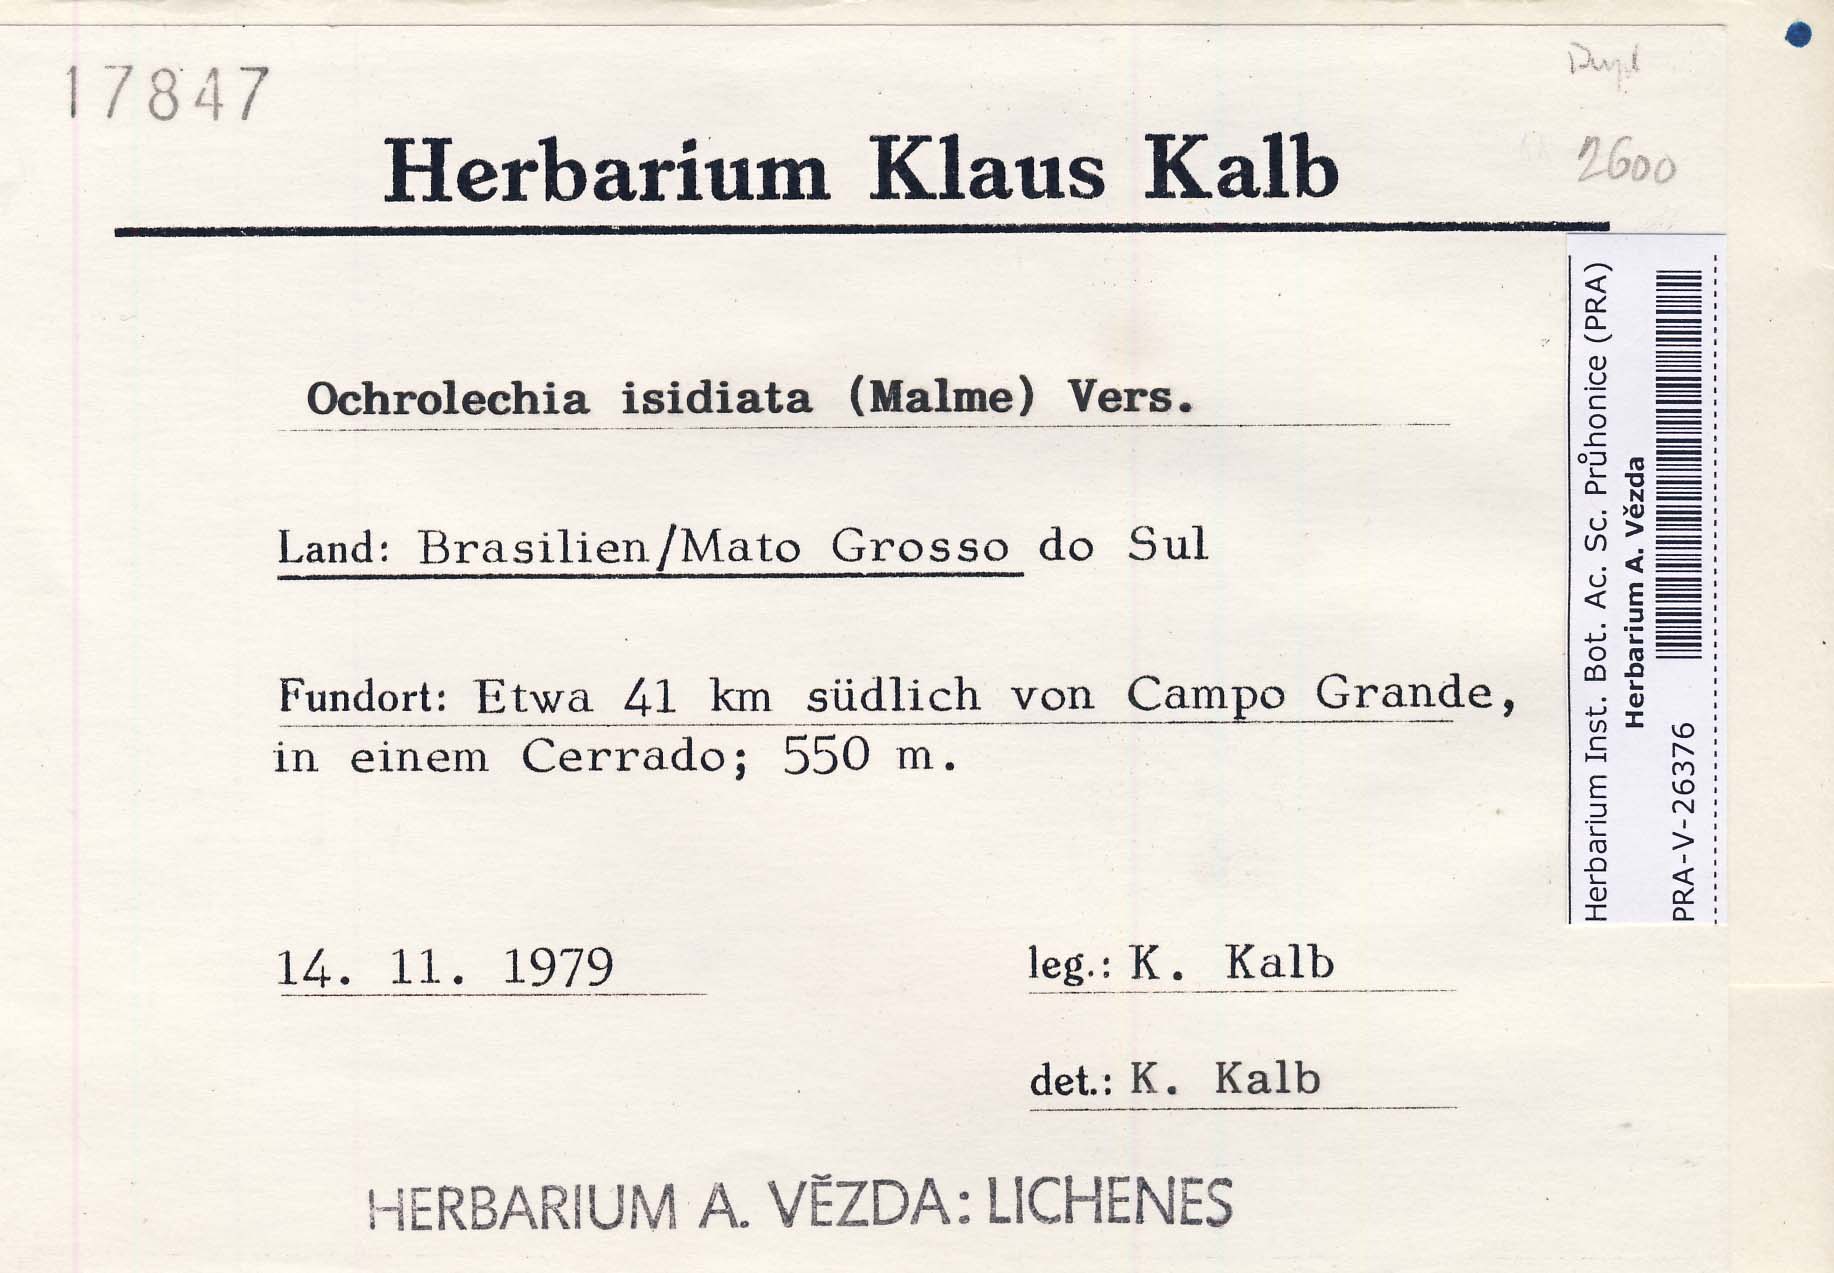 17847
Dupl
2600
Herbarium Klaus Kalb
Ochrolechia isidiata (Malme) Vers.
Land: Brasilien/Mato Grosso do Sul
Fundort: Etwa 41 km südlich von Campo Grande,
in einem Cerrado; 550 m.
14. 11. 1979
leg.: K. Kalb
det.: K. Kalb
HERBARIUM A. VĚZDA: LICHENES
Herbarium Inst. Bot. Ac. Sc. Průhonice (PRA)
Herbarium A. Vězda
PRA-V-26376